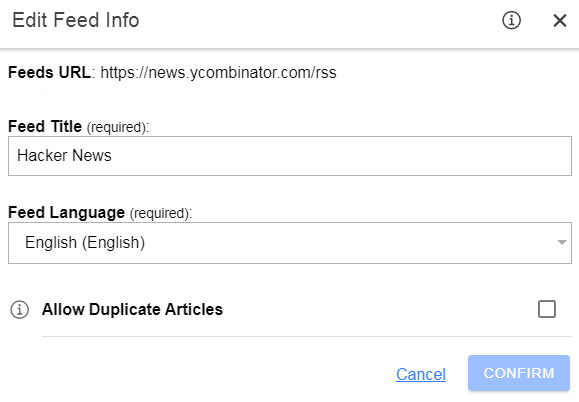 Edit Feed Info
Feeds URL: https://news.ycombinator.com/rss
Feed Title (required):
Hacker News
Feed Language (required):
English (English)
Allow Duplicate Articles
Cancel
CONFIRM